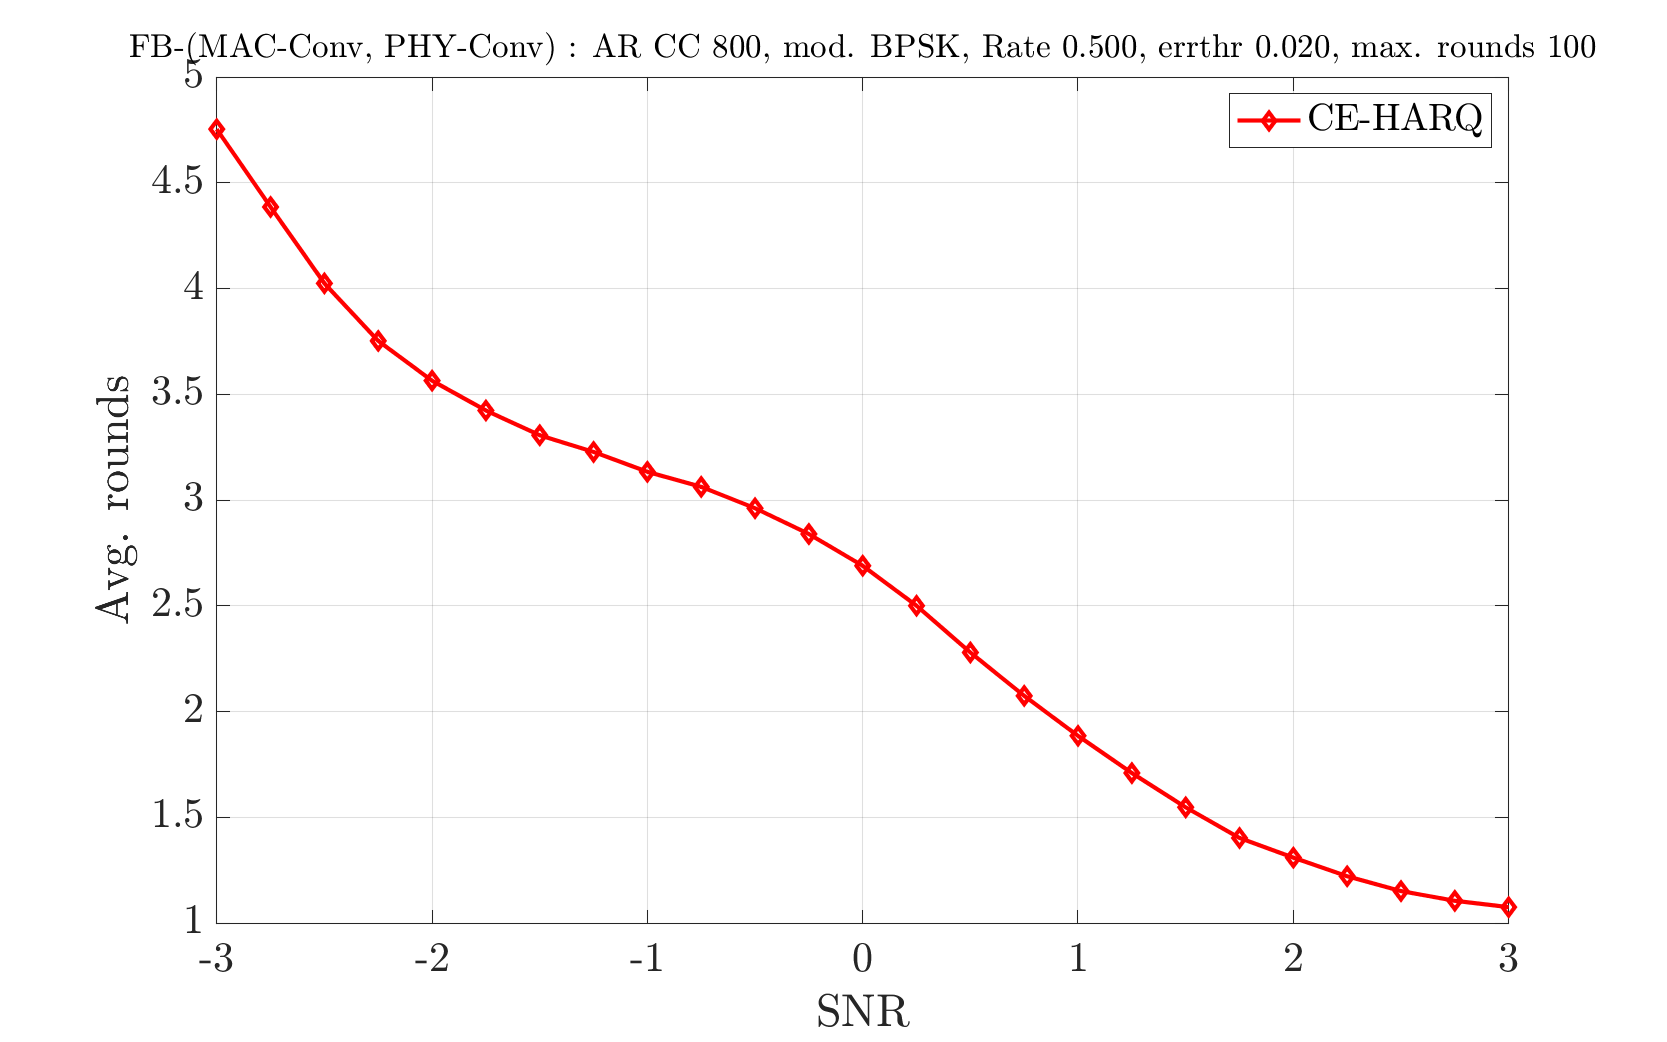 FB-(MAC-Conv, PHY-Conv) : AR CC 800, mod. BPSK, Rate 0.500, errthr 0.020, max. rounds 100
CE-HARQ
5
4.5
4
3.5
3
2.5
2
1.5
1
Avg. rounds
-3 -2 -1 0 1 2 3
SNR